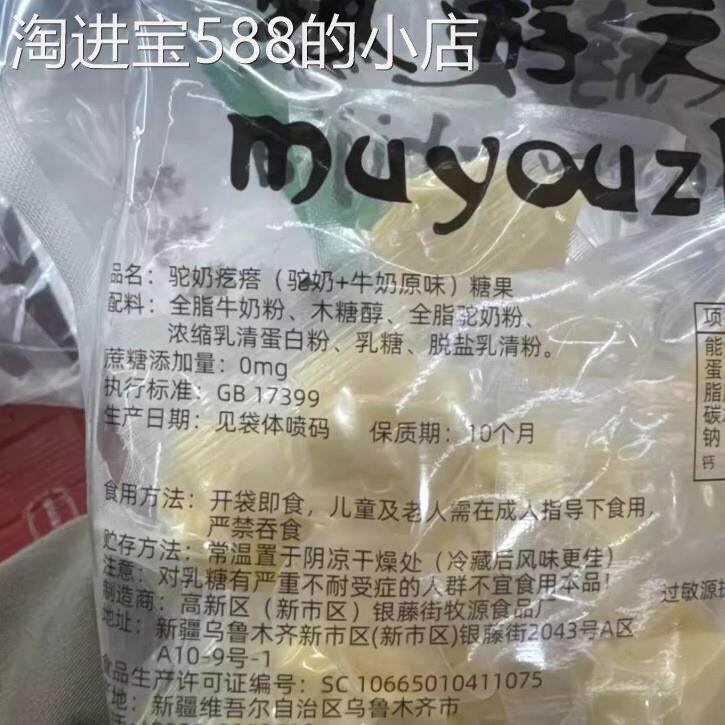 淘进宝588的小店
muyouz
品名：驼奶疙瘩（驼奶+牛奶原味）糖果
配料：全脂牛奶粉、木糖醇、全脂驼奶粉、
浓缩乳清蛋白粉、乳糖、脱盐乳清粉。
蔗糖添加量：0mg
执行标准：GB 17399
生产日期：见袋体喷码 保质期：10个月
食用方法：开袋即食，儿童及老人需在成人指导下食用，
严禁吞食
贮存方法：常温置于阴凉干燥处（冷藏后风味更佳）
注意：对乳糖有严重不耐受症的人群不宜食用本品！
制造商：高新区（新市区）银藤街牧源食品厂
地址：新疆乌鲁木齐新市区(新市区)银藤街2043号A区
A10-9号-1
食品生产许可证编号：SC 10665010411075
产地：新疆维吾尔自治区乌鲁木齐市
项
能
蛋
脂
碳
钠
钙
过敏源